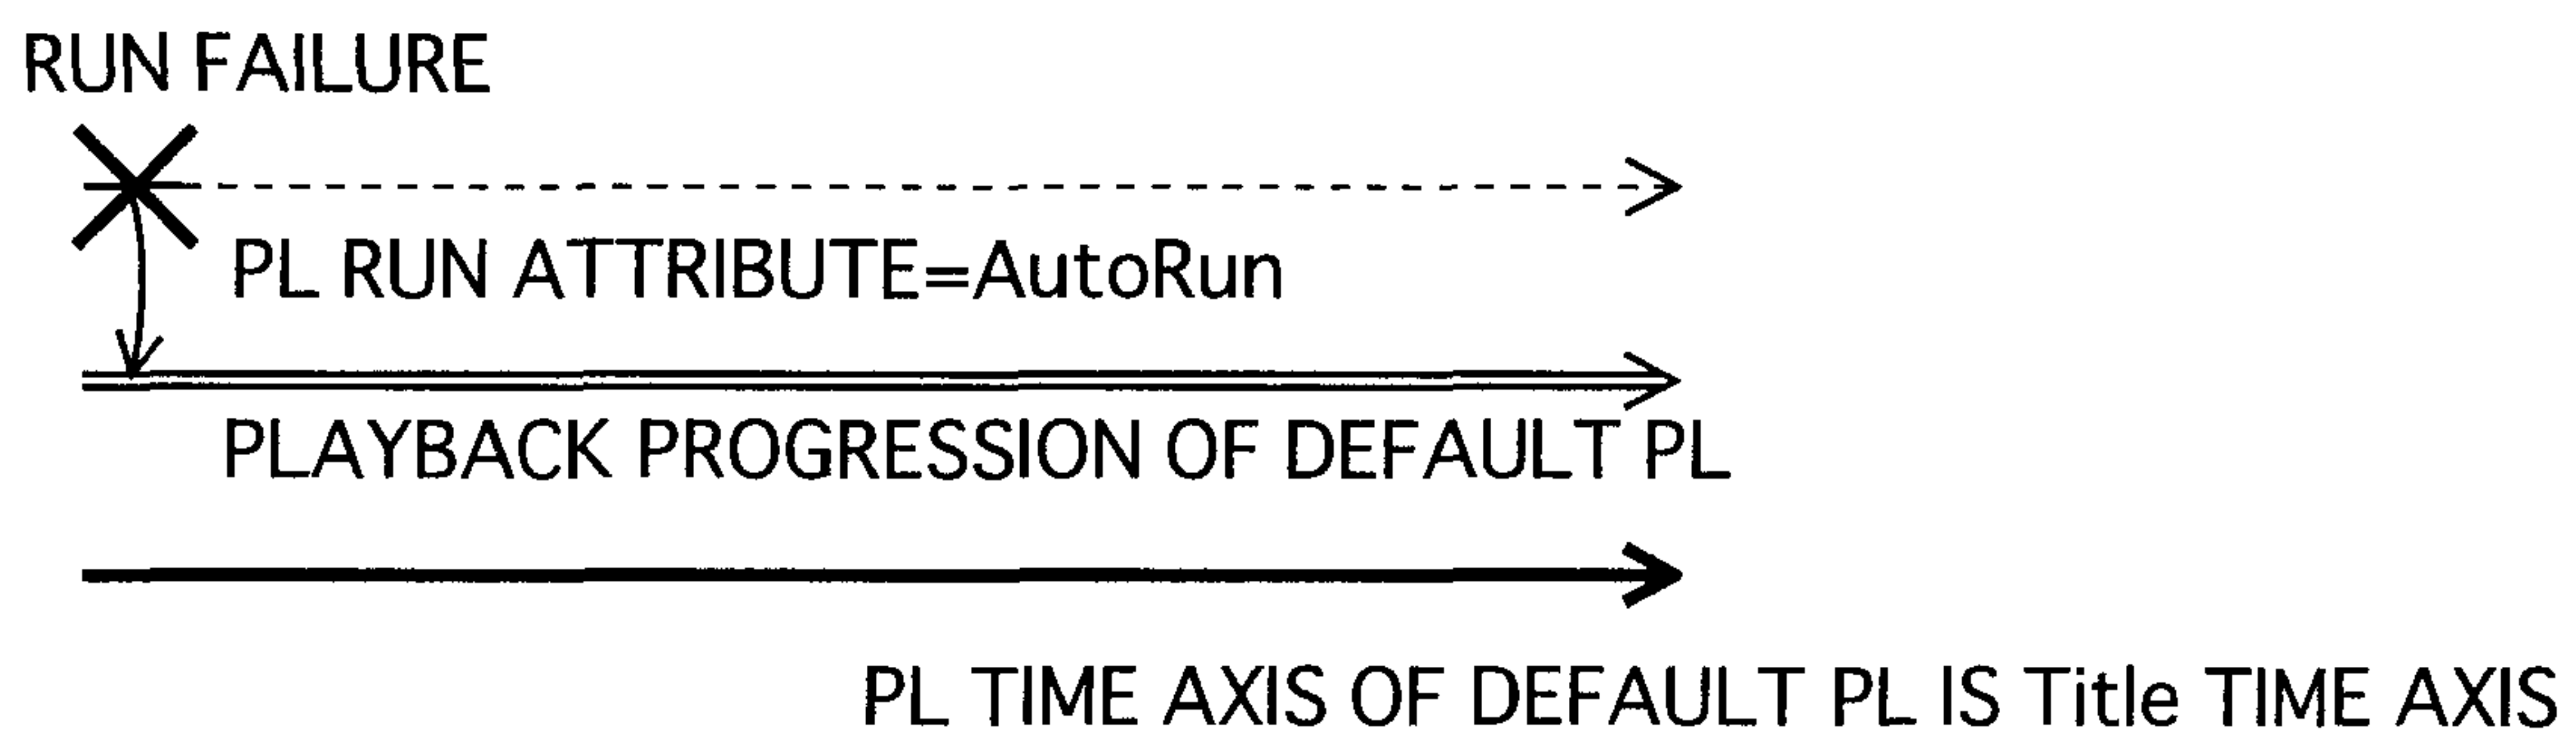 RUN FAILURE
PL RUN ATTRIBUTE=AutoRun
PLAYBACK PROGRESSION OF DEFAULT PL
PL TIME AXIS OF DEFAULT PL IS Title TIME AXIS